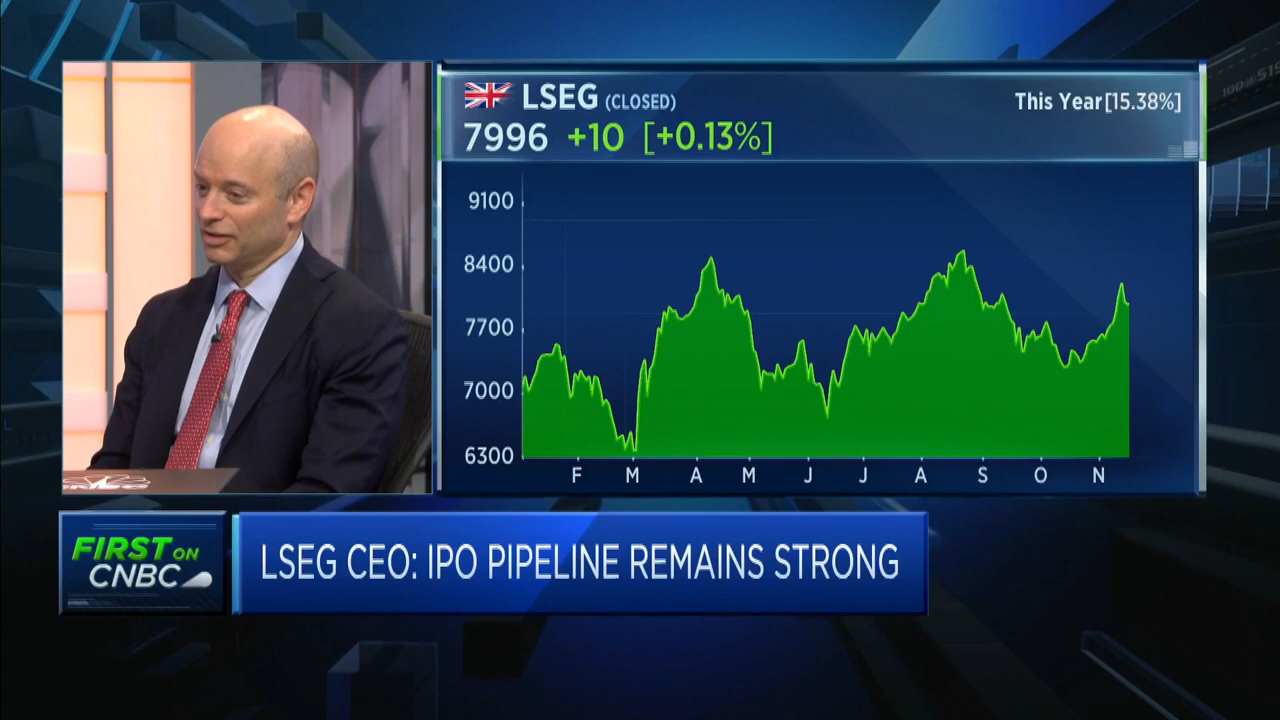 LSEG (CLOSED)
This Year[15.38%]
7996 +10 [+0.13%]
9100
8400
7700
7000
6300
F M A M J J A S O N
FIRST ON
CNBC
LSEG CEO: IPO PIPELINE REMAINS STRONG